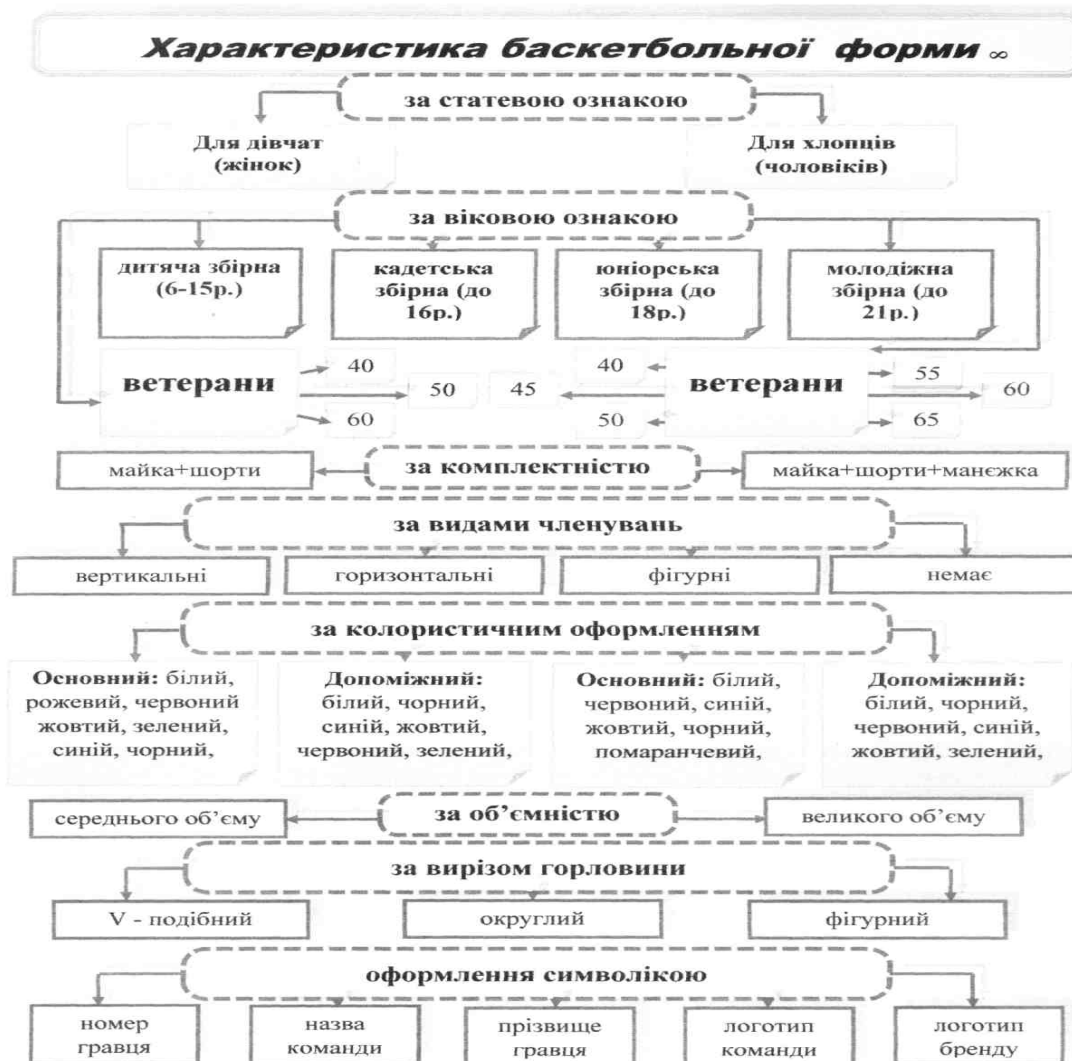 Характеристика баскетбольної форми ∞
за статевою ознакою
Для дівчат
(жінок)
Для хлопців
(чоловіків)
за віковою ознакою
дитяча збірна
(6-15р.)
кадетська
збірна (до
16р.)
юніорська
збірна (до
18р.)
молодіжна
збірна (до
21р.)
ветерани
40
50
60
ветерани
40
45
50
55
60
65
за комплектністю
майка+шорти
майка+шорти+манєжка
за видами членувань
вертикальні
горизонтальні
фігурні
немає
за колористичним оформленням
Основний: білий,
рожевий, червоний
жовтий, зелений,
синій, чорний,
Допоміжний:
білий, чорний,
синій, жовтий,
червоний, зелений,
Основний: білий,
червоний, синій,
жовтий, чорний,
помаранчевий,
Допоміжний:
білий, чорний,
червоний, синій,
жовтий, зелений,
за об’ємністю
середнього об’єму
великого об’єму
за вирізом горловини
V - подібний
округлий
фігурний
оформлення символікою
номер
гравця
назва
команди
прізвище
гравця
логотип
команди
логотип
бренду